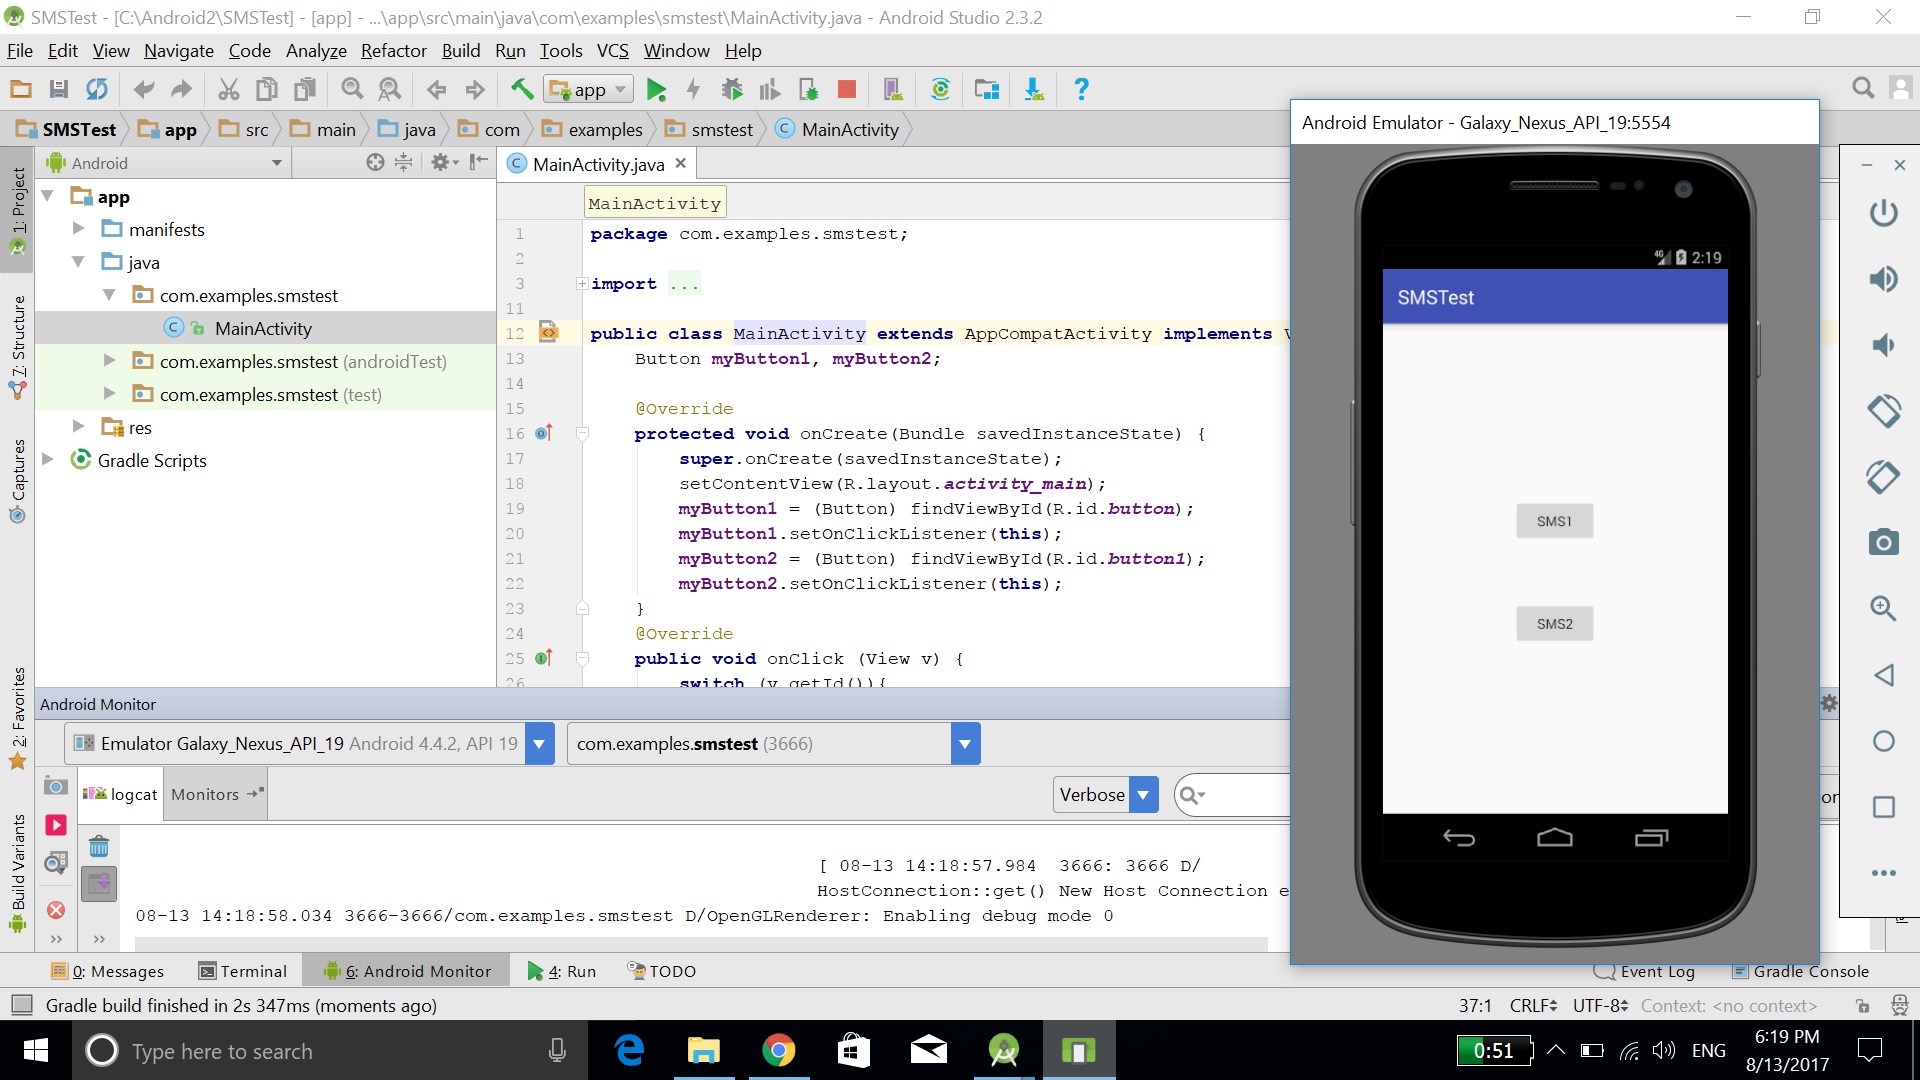 SMSTest - [C:\Android2\SMSTest] - [app] - ...\app\src\main\java\com\examples\smstest\MainActivity.java - Android Studio 2.3.2
File Edit View Navigate Code Analyze Refactor Build Run Tools VCS Window Help
app
SMSTest app src main java com examples smstest MainActivity
Android Emulator - Galaxy_Nexus_API_19:5554
Android
MainActivity.java
1: Project
7: Structure
Captures
2: Favorites
Build Variants
app
manifests
java
com.examples.smstest
MainActivity
com.examples.smstest (androidTest)
com.examples.smstest (test)
res
Gradle Scripts
MainActivity
1 package com.examples.smstest;
2
3 import ...
11
12 public class MainActivity extends AppCompatActivity implements V
13 Button myButton1, myButton2;
14
15 @Override
16 protected void onCreate(Bundle savedInstanceState) {
17 super.onCreate(savedInstanceState);
18 setContentView(R.layout.activity_main);
19 myButton1 = (Button) findViewById(R.id.button);
20 myButton1.setOnClickListener(this);
21 myButton2 = (Button) findViewById(R.id.button1);
22 myButton2.setOnClickListener(this);
23 }
24 @Override
25 public void onClick (View v) {
26 switch (v.getId()){
4G 2:19
SMSTest
SMS1
SMS2
Android Monitor
Emulator Galaxy_Nexus_API_19 Android 4.4.2, API 19
com.examples.smstest (3666)
logcat
Monitors
Verbose
[ 08-13 14:18:57.984 3666: 3666 D/
HostConnection::get() New Host Connection e
08-13 14:18:58.034 3666-3666/com.examples.smstest D/OpenGLRenderer: Enabling debug mode 0
0: Messages Terminal 6: Android Monitor 4: Run TODO Event Log Gradle Console
Gradle build finished in 2s 347ms (moments ago)
37:1 CRLF UTF-8 Context: <no context>
Type here to search
0:51
ENG
6:19 PM
8/13/2017